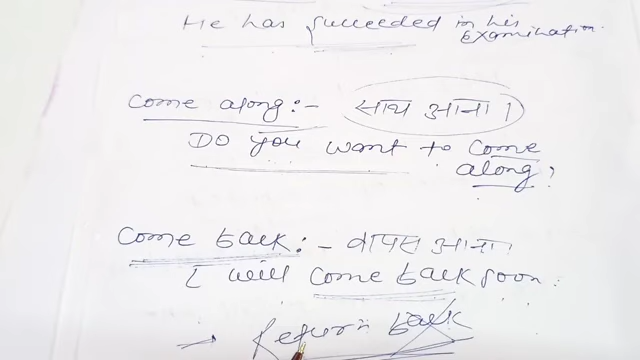 He has succeeded in his
Examination.
Come along:- साथ आना।
Do you want to come
along?
Come back:- वापस आना।
I will come back soon.
→ Return back